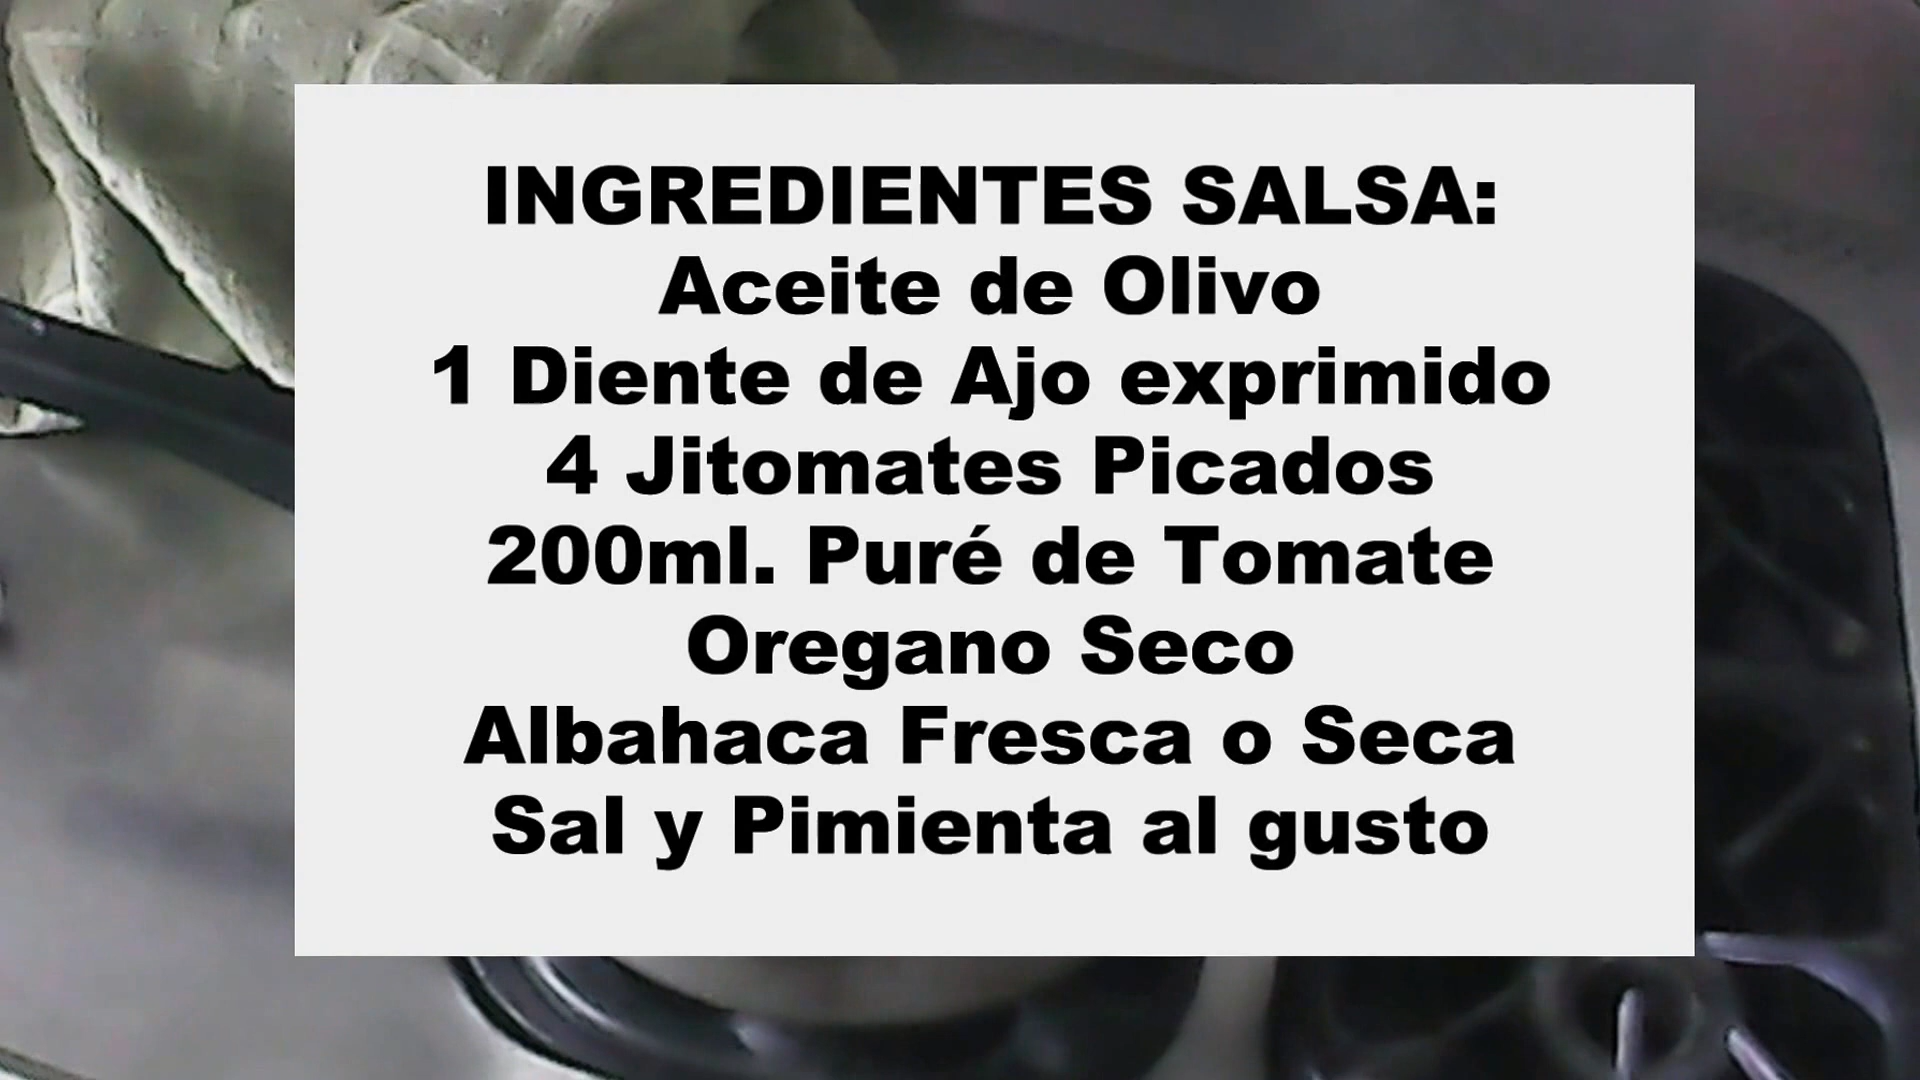 INGREDIENTES SALSA:
Aceite de Olivo
1 Diente de Ajo exprimido
4 Jitomates Picados
200ml. Puré de Tomate
Oregano Seco
Albahaca Fresca o Seca
Sal y Pimienta al gusto